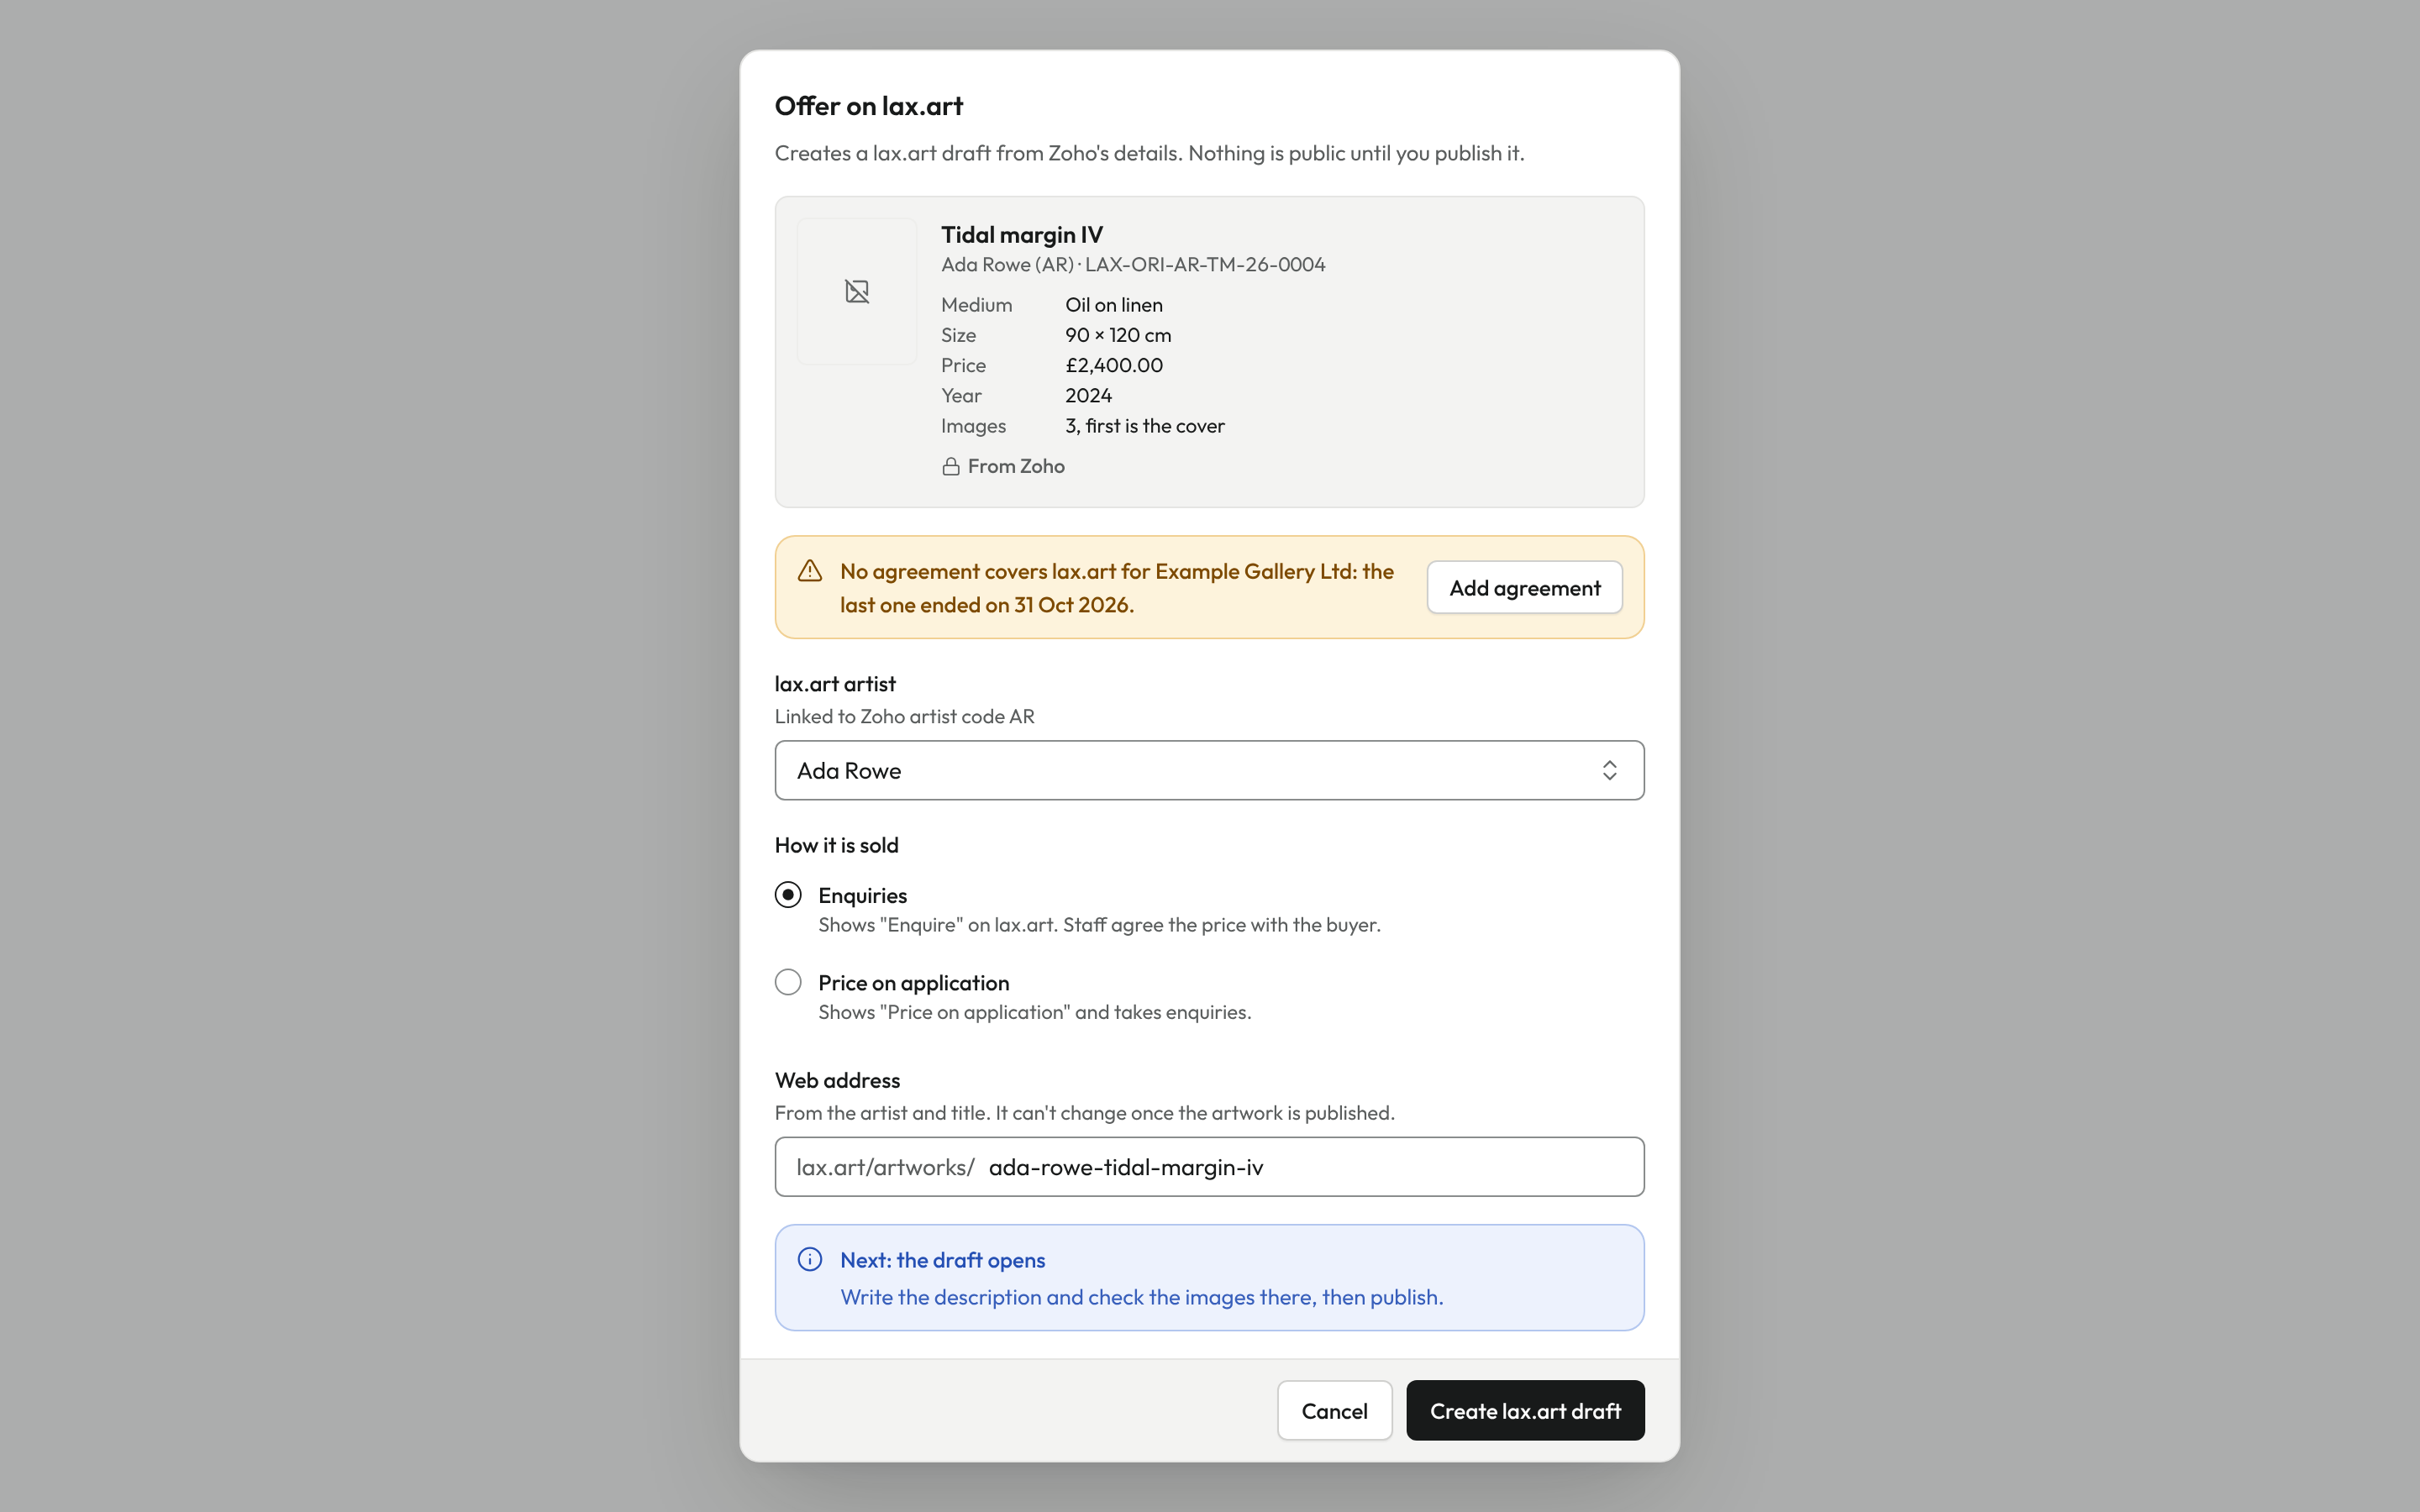 Offer on lax.art
Creates a lax.art draft from Zoho's details. Nothing is public until you publish it.
Tidal margin IV
Ada Rowe (AR) · LAX-ORI-AR-TM-26-0004
Medium Oil on linen
Size 90 × 120 cm
Price £2,400.00
Year 2024
Images 3, first is the cover
From Zoho
No agreement covers lax.art for Example Gallery Ltd: the
last one ended on 31 Oct 2026.
Add agreement
lax.art artist
Linked to Zoho artist code AR
Ada Rowe
How it is sold
Enquiries
Shows "Enquire" on lax.art. Staff agree the price with the buyer.
Price on application
Shows "Price on application" and takes enquiries.
Web address
From the artist and title. It can't change once the artwork is published.
lax.art/artworks/ ada-rowe-tidal-margin-iv
Next: the draft opens
Write the description and check the images there, then publish.
Cancel
Create lax.art draft